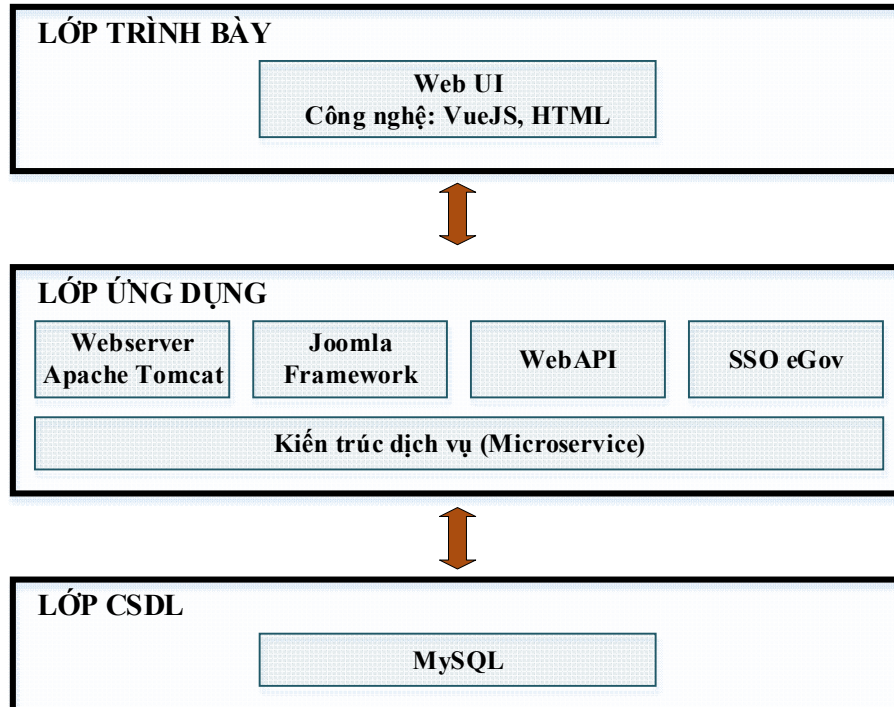 LỚP TRÌNH BÀY
Web UI
Công nghệ: VueJS, HTML
LỚP ỨNG DỤNG
Webserver
Apache Tomcat
Joomla
Framework
WebAPI
SSO eGov
Kiến trúc dịch vụ (Microservice)
LỚP CSDL
MySQL